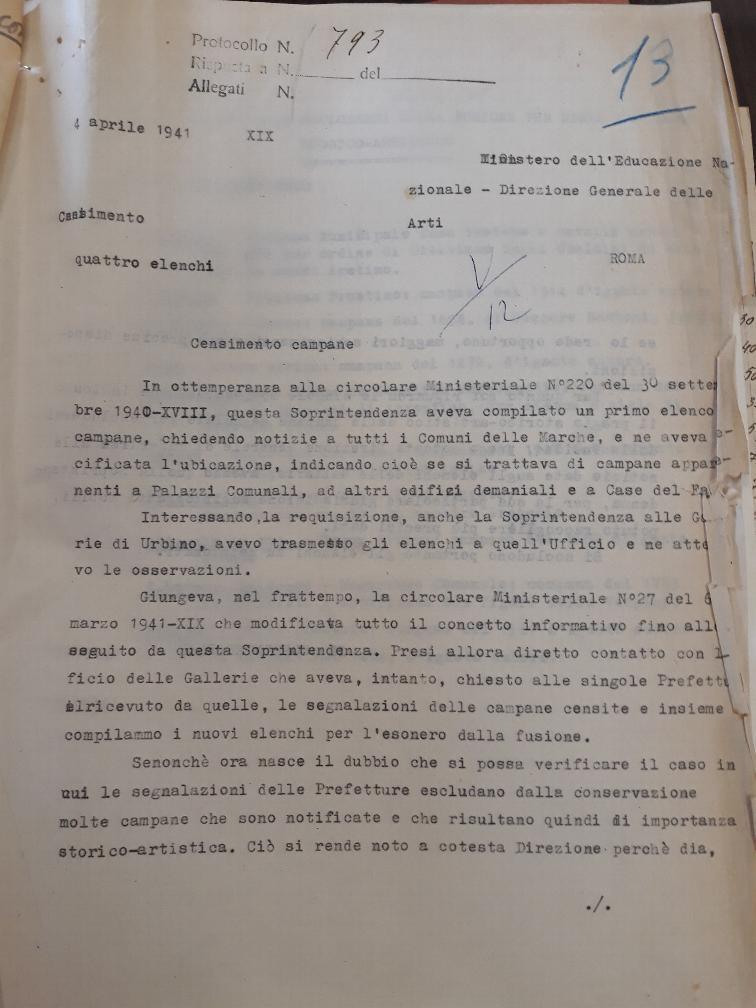 Protocollo N. 793
Risposta a N. del
Allegati N.
13
4 aprile 1941 XIX
Ministero dell'Educazione Na-
zionale - Direzione Generale delle
Arti
Censimento
quattro elenchi
ROMA
V/12
Censimento campane
In ottemperanza alla circolare Ministeriale N°220 del 30 sette
bre 1940-XVIII, questa Soprintendenza aveva compilato un primo elenco
campane, chiedendo notizie a tutti i Comuni delle Marche, e ne aveva
cificata l'ubicazione, indicando cioè se si trattava di campane appar
nenti a Palazzi Comunali, ad altri edifizi demaniali e a Case del Fa
Interessando,la requisizione, anche la Soprintendenza alle G
rie di Urbino, avevo trasmesso gli elenchi a quell'Ufficio e ne atte
vo le osservazioni.
Giungeva, nel frattempo, la circolare Ministeriale N°27 del 6
marzo 1941-XIX che modificata tutto il concetto informativo fino all
seguito da questa Soprintendenza. Presi allora diretto contatto con l
ficio delle Gallerie che aveva, intanto, chiesto alle singole Prefett
ricevuto da quelle, le segnalazioni delle campane censite e insieme
compilammo i nuovi elenchi per l'esonero dalla fusione.
Senonchè ora nasce il dubbio che si possa verificare il caso in
cui le segnalazioni delle Prefetture escludano dalla conservazione
molte campane che sono notificate e che risultano quindi di importanza
storico-artistica. Ciò si rende noto a cotesta Direzione perchè dia,
./.